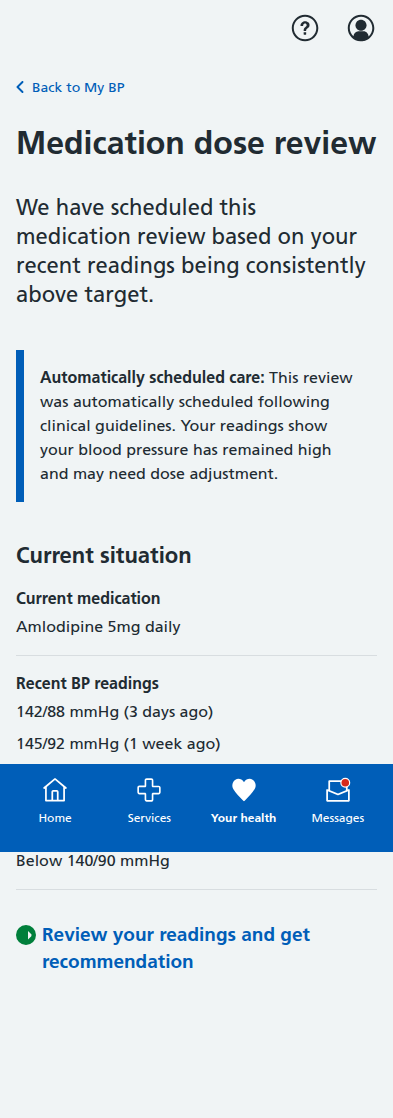 Back to My BP
Medication dose review
We have scheduled this
medication review based on your
recent readings being consistently
above target.
Automatically scheduled care: This review
was automatically scheduled following
clinical guidelines. Your readings show
your blood pressure has remained high
and may need dose adjustment.
Current situation
Current medication
Amlodipine 5mg daily
Recent BP readings
142/88 mmHg (3 days ago)
145/92 mmHg (1 week ago)
Home
Services
Your health
Messages
Below 140/90 mmHg
Review your readings and get
recommendation